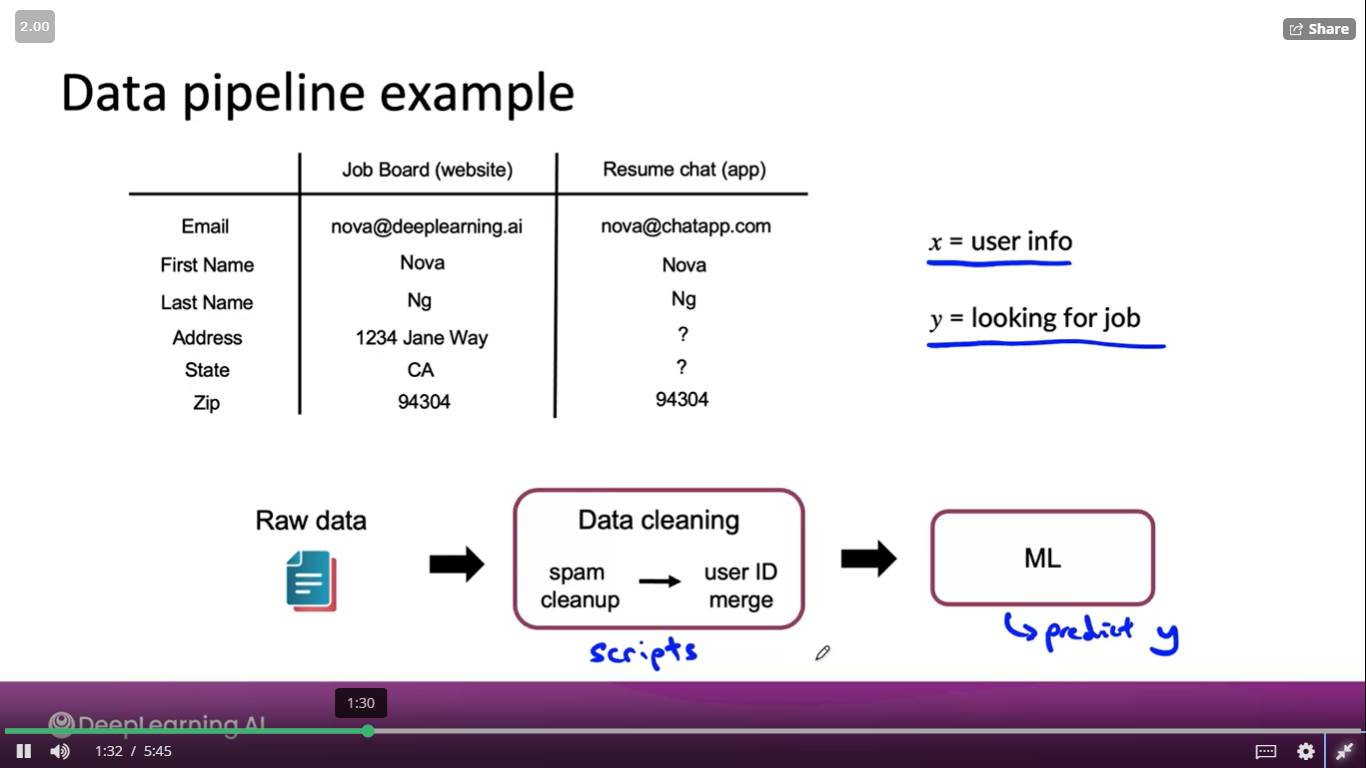 2.00
Share
Data pipeline example
Job Board (website) Resume chat (app)
Email nova@deeplearning.ai nova@chatapp.com
First Name Nova Nova
Last Name Ng Ng
Address 1234 Jane Way ?
State CA ?
Zip 94304 94304
x = user info
y = looking for job
Raw data
Data cleaning
spam cleanup
user ID merge
scripts
ML
predict y
1:30
DeepLearning.AI
1:32 / 5:45